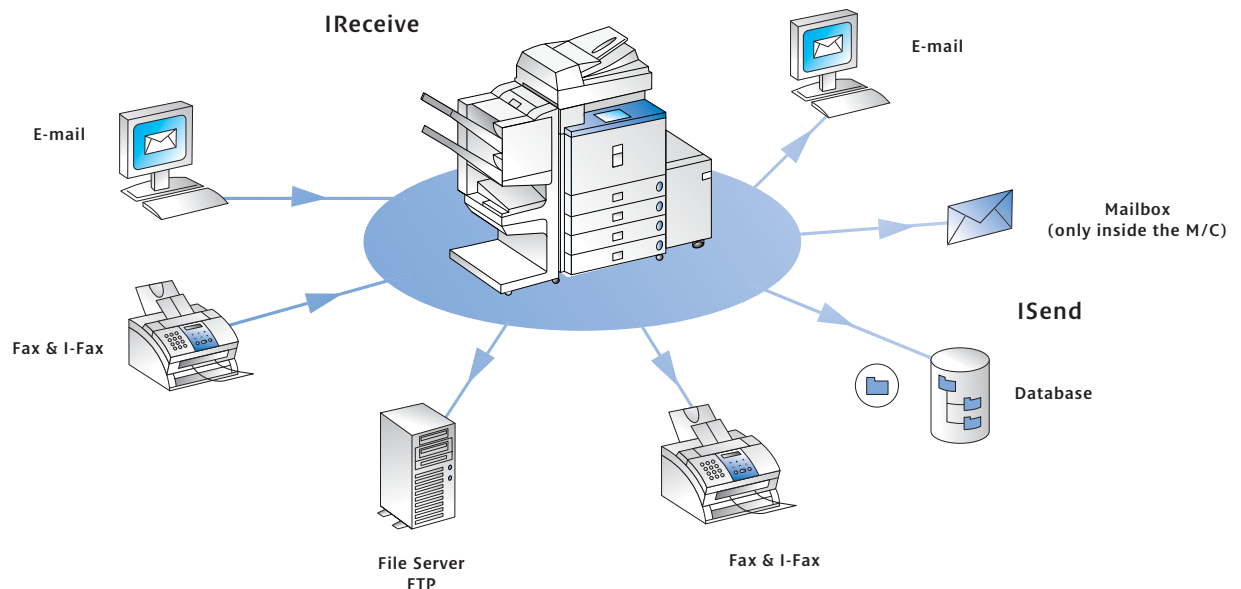 IReceive
E-mail
E-mail
Mailbox
(only inside the M/C)
ISend
Fax & I-Fax
Database
File Server
FTP
Fax & I-Fax